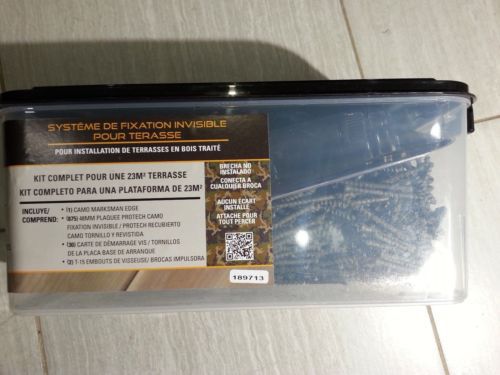 SYSTÈME DE FIXATION INVISIBLE
POUR TERASSE
POUR INSTALLATION DE TERRASSES EN BOIS TRAITÉ
KIT COMPLET POUR UNE 23M² TERRASSE
KIT COMPLETO PARA UNA PLATAFORMA DE 23M²
INCLUYE/
COMPREND:
• (1) CAMO MARKSMAN EDGE
• (875) 48MM PLAQUEE PROTECH CAMO
FIXATION INVISIBLE / PROTECH RECUBIERTO
CAMO TORNILLO Y REVISTIDA
• (30) CARTE DE DÉMARRAGE VIS / TORNILLOS
DE LA PLACA BASE DE ARRANQUE
• (2) T-15 EMBOUTS DE VISSEUSE/ BROCAS IMPULSORA
BRECHA NO
INSTALADO
CONECTA A
CUALQUIER BROCA
AUCUN ÉCART
INSTALLÉ
ATTACHE POUR
TOUT PERCER
189713